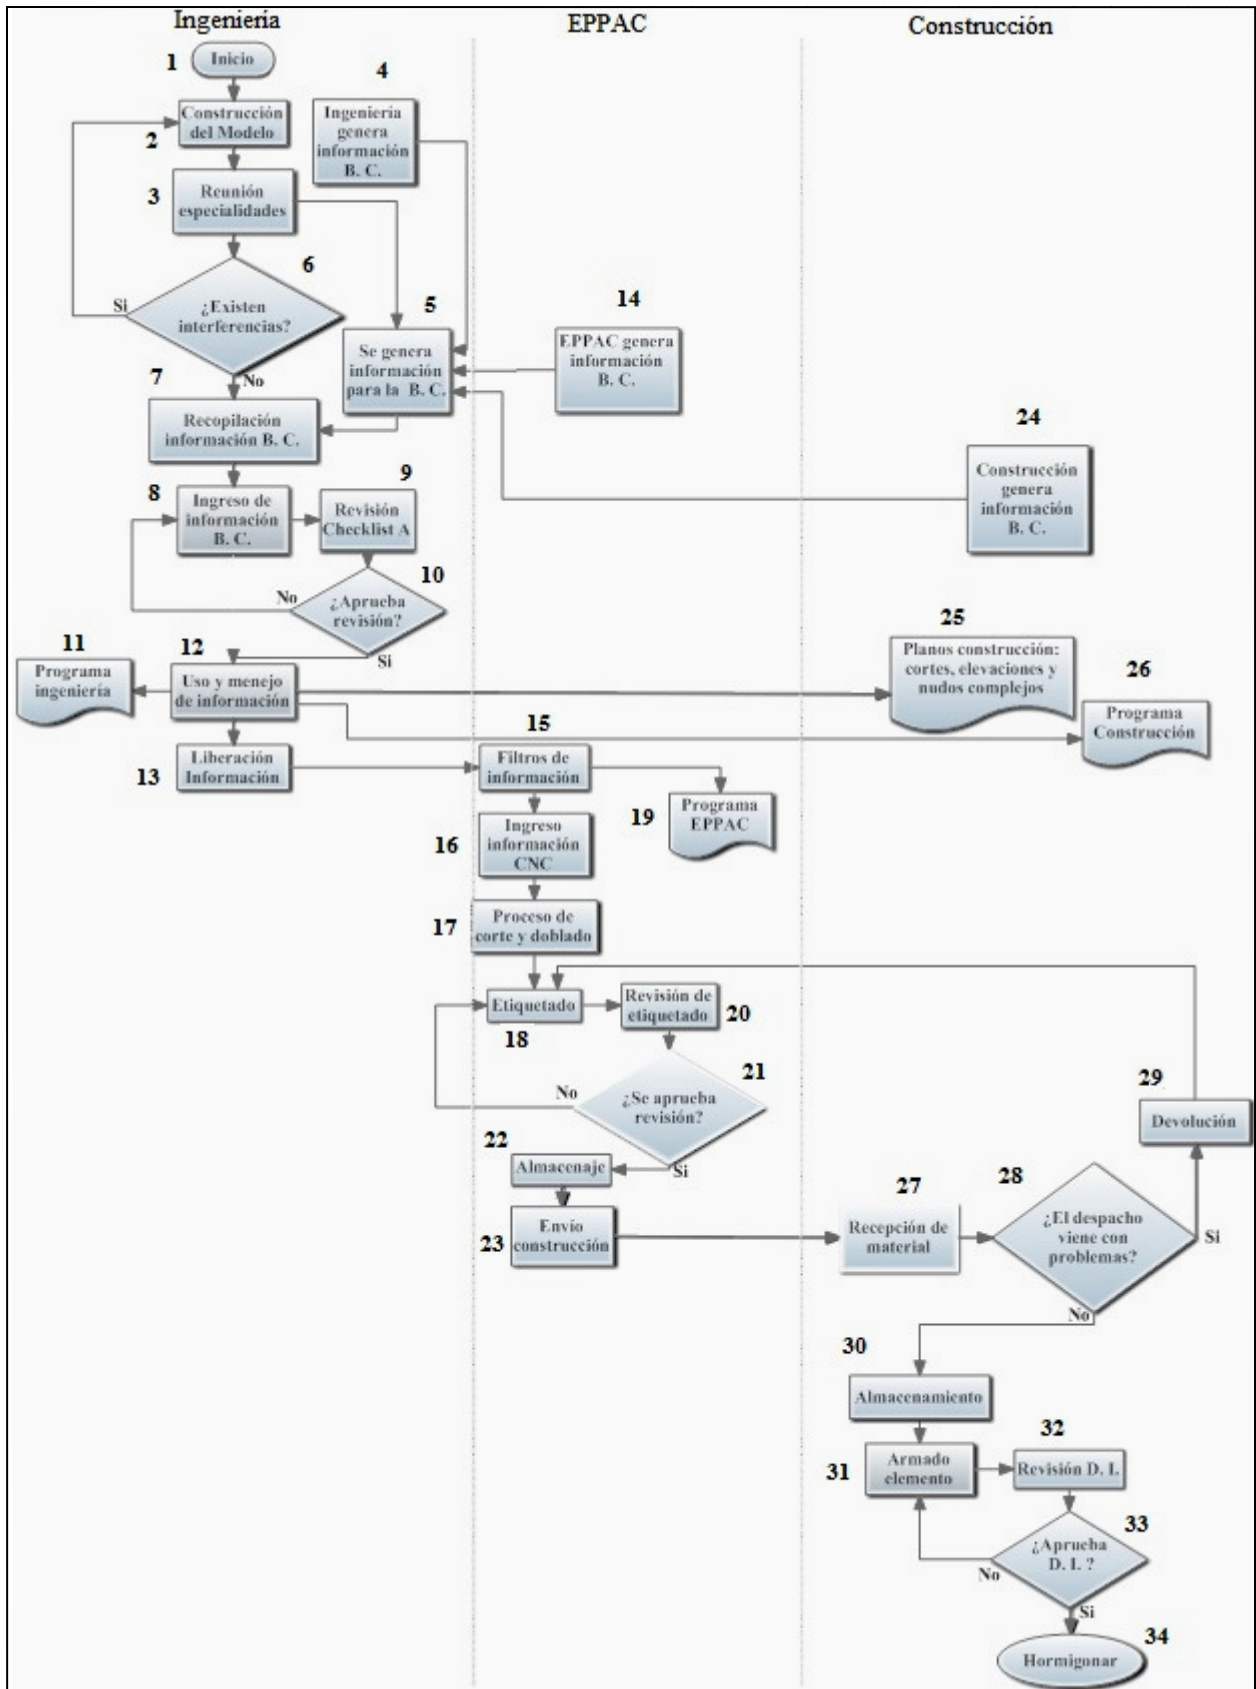 Ingeniería
EPPAC
Construcción
1
Inicio
4
Construcción
del Modelo
2
Ingeniería
genera
información
B. C.
3
Reunión
especialidades
6
¿Existen
interferencias?
Si
No
5
Se genera
información
para la B. C.
14
EPPAC genera
información
B. C.
7
Recopilación
información B. C.
24
Construcción
genera
información
B. C.
8
Ingreso de
información
B. C.
9
Revisión
Checklist A
10
¿Aprueba
revisión?
No
Si
11
Programa
ingeniería
12
Uso y menejo
de información
25
Planos construcción:
cortes, elevaciones y
nudos complejos
26
Programa
Construcción
13
Liberación
Información
15
Filtros de
información
19
Programa
EPPAC
16
Ingreso
información
CNC
17
Proceso de
corte y doblado
Etiquetado
18
Revisión de
etiquetado
20
21
¿Se aprueba
revisión?
No
Si
22
Almacenaje
23
Envío
construcción
27
Recepción de
material
28
¿El despacho
viene con
problemas?
Si
No
29
Devolución
30
Almacenamiento
31
Armado
elemento
32
Revisión D. I.
33
¿Aprueba
D. I. ?
No
Si
34
Hormigonar